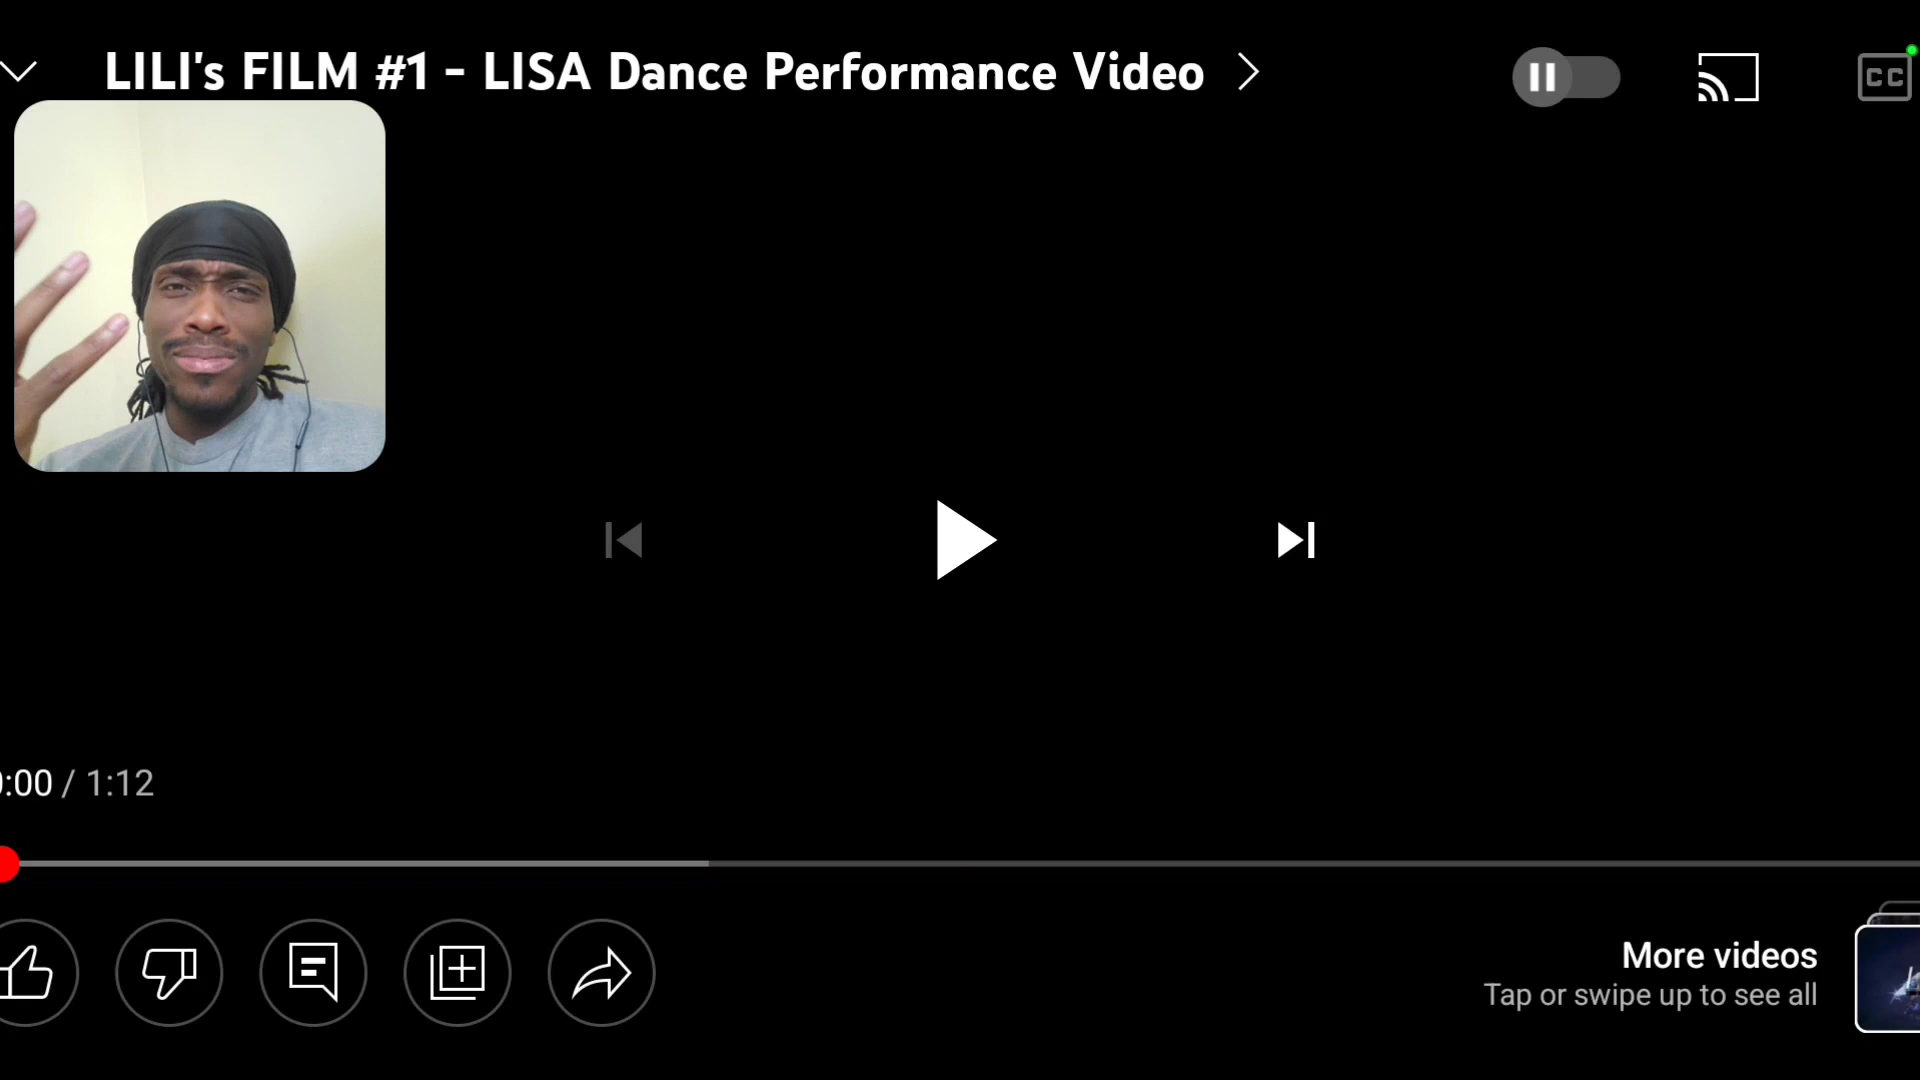 LILI's FILM #1 - LISA Dance Performance Video
CC
:00 / 1:12
More videos
Tap or swipe up to see all